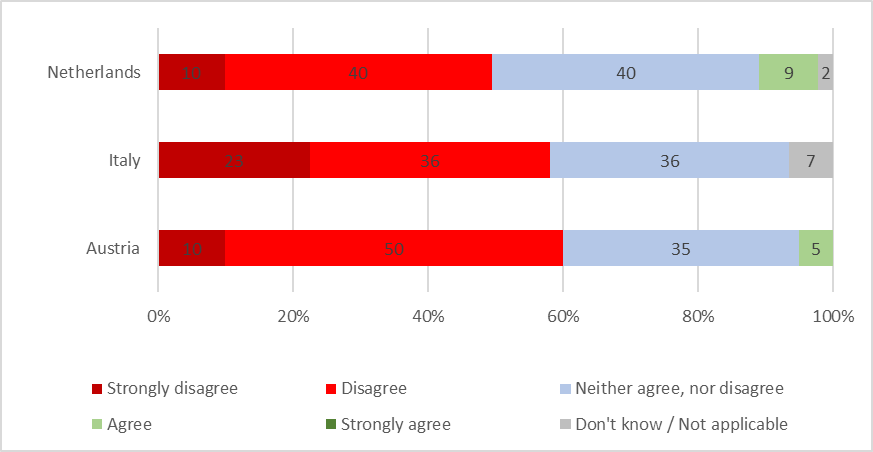 Netherlands 10 40 40 9 2
Italy 23 36 36 7
Austria 10 50 35 5
0% 20% 40% 60% 80% 100%
Strongly disagree Disagree Neither agree, nor disagree
Agree Strongly agree Don't know / Not applicable